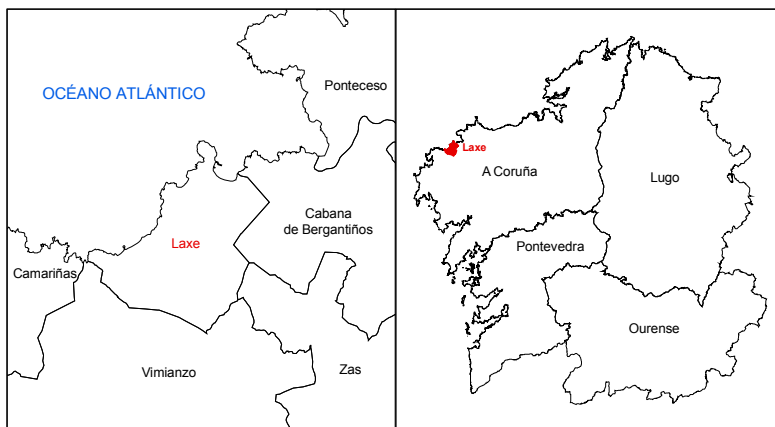 OCÉANO ATLÁNTICO
Ponteceso
Cabana
de Bergantiños
Laxe
Camariñas
Vimianzo
Zas
Laxe
A Coruña
Lugo
Pontevedra
Ourense